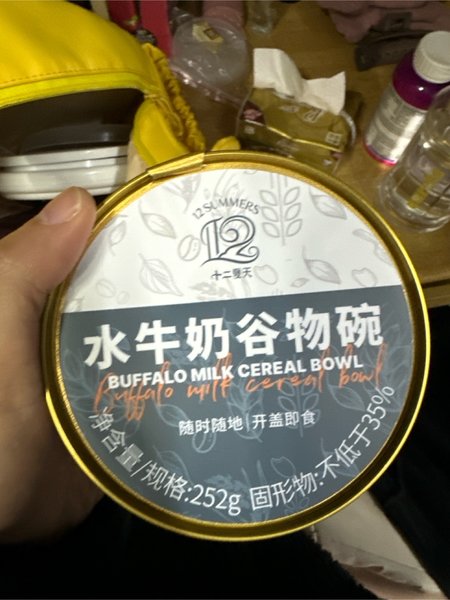 12 SUMMERS
12
十二夏天
水牛奶谷物碗
BUFFALO MILK CEREAL BOWL
Buffalo milk cereal bowl
随时随地|开盖即食
净含量/规格:252g 固形物:不低于35%